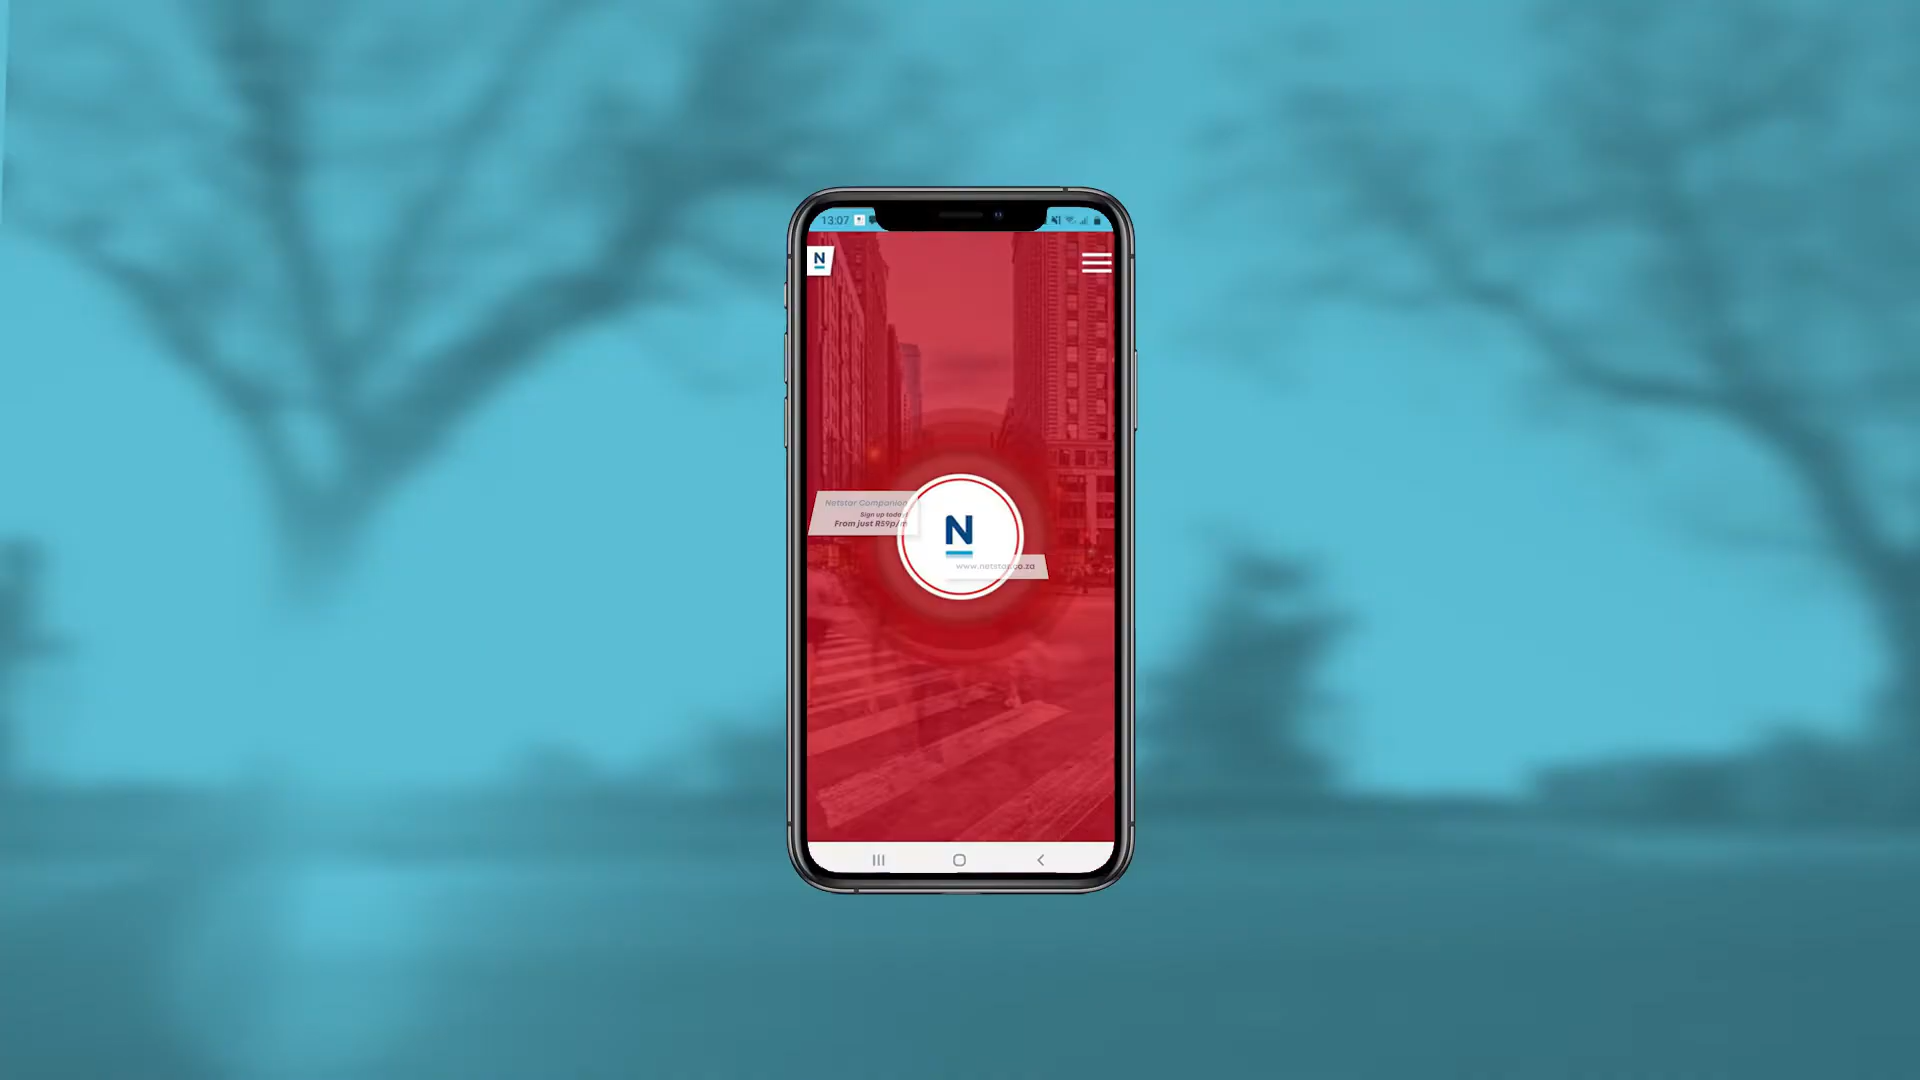 13:07
N
Netstar Companion
Sign up today!
From just R59p/m
N
www.netstar.co.za